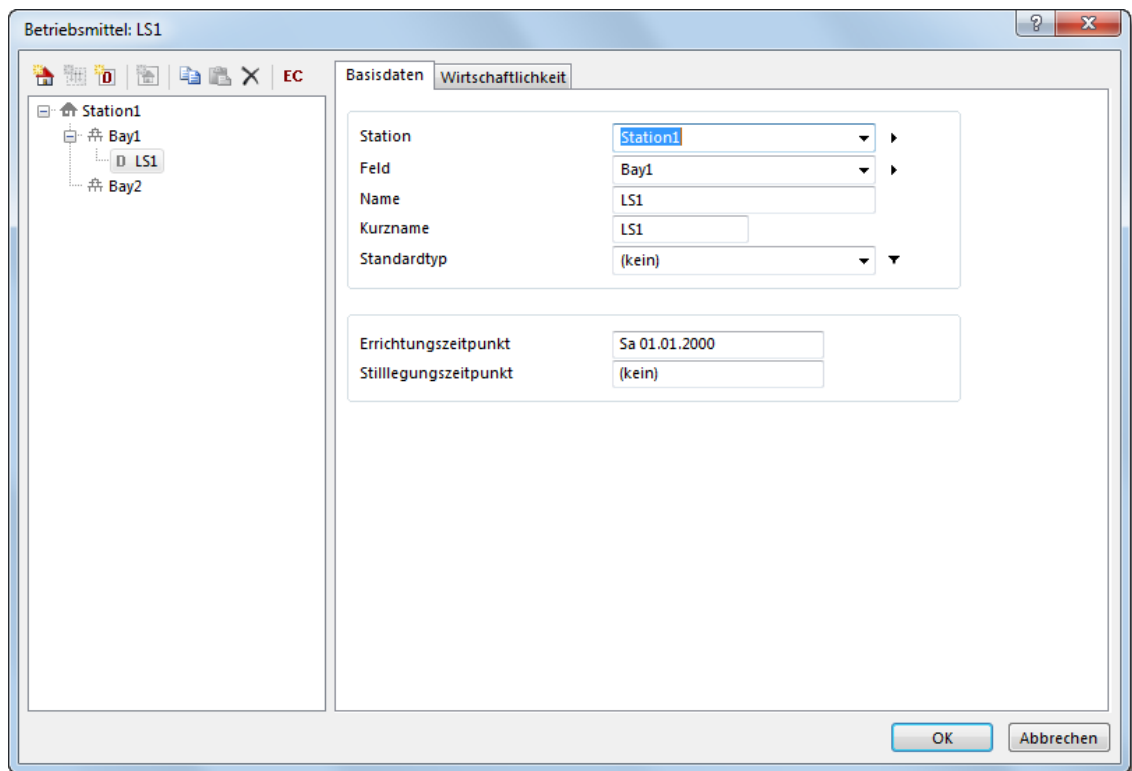 Betriebsmittel: LS1
EC
Station1
Bay1
D LS1
Bay2
Basisdaten Wirtschaftlichkeit
Station Station1
Feld Bay1
Name LS1
Kurzname LS1
Standardtyp (kein)
Errichtungszeitpunkt Sa 01.01.2000
Stilllegungszeitpunkt (kein)
OK Abbrechen